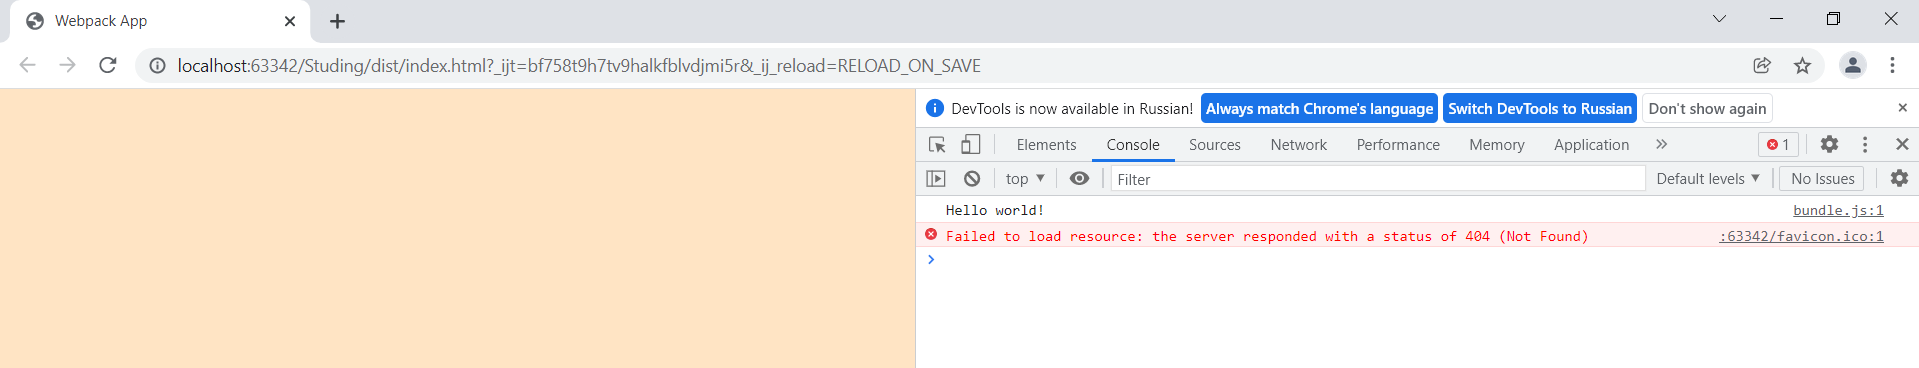 Webpack App
localhost:63342/Studing/dist/index.html?_ijt=bf758t9h7tv9halkfblvdjmi5r&_ij_reload=RELOAD_ON_SAVE
DevTools is now available in Russian! Always match Chrome's language Switch DevTools to Russian Don't show again
Elements Console Sources Network Performance Memory Application 1
top Filter Default levels No Issues
Hello world! bundle.js:1
Failed to load resource: the server responded with a status of 404 (Not Found) :63342/favicon.ico:1